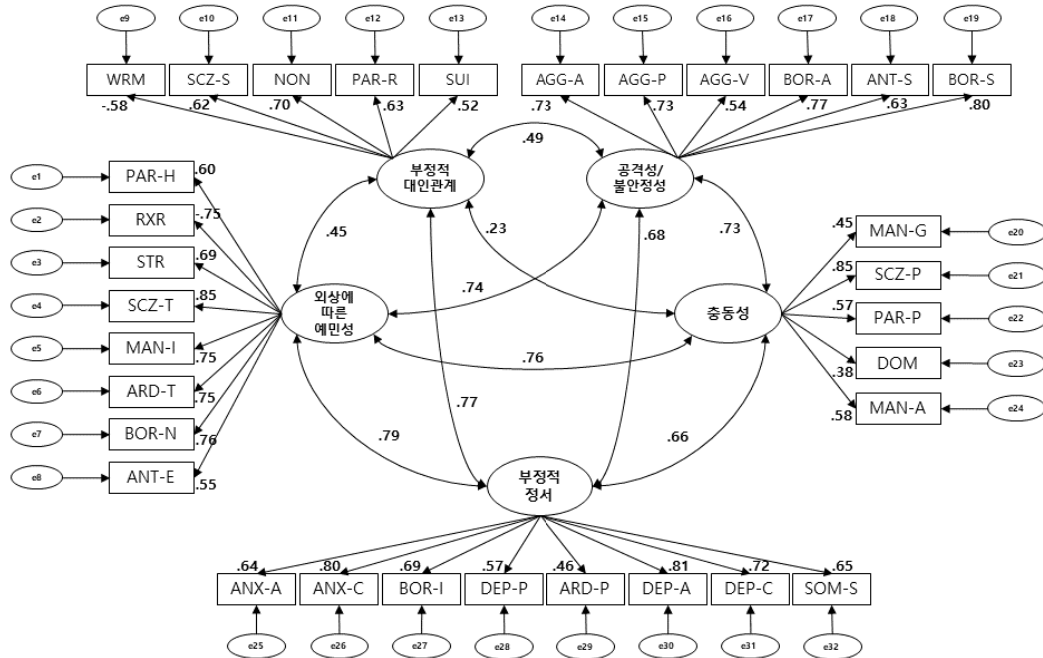 e9 e10 e11 e12 e13 e14 e15 e16 e17 e18 e19
WRM SCZ-S NON PAR-R SUI AGG-A AGG-P AGG-V BOR-A ANT-S BOR-S
-.58 .62 .70 .63 .52 .73 .73 .54 .77 .63 .80
.49
부정적
대인관계
공격성/
불안정성
e1 PAR-H .60
e2 RXR -.75
e3 STR .69
e4 SCZ-T .85
e5 MAN-I .75
e6 ARD-T .75
e7 BOR-N .76
e8 ANT-E .55
.45 .23 .68 .73
.74
외상에
따른
예민성
충동성
.76
.77
.79 .66
.45 MAN-G e20
.85 SCZ-P e21
.57 PAR-P e22
.38 DOM e23
.58 MAN-A e24
부정적
정서
.64 .80 .69 .57 .46 .81 .72 .65
ANX-A ANX-C BOR-I DEP-P ARD-P DEP-A DEP-C SOM-S
e25 e26 e27 e28 e29 e30 e31 e32